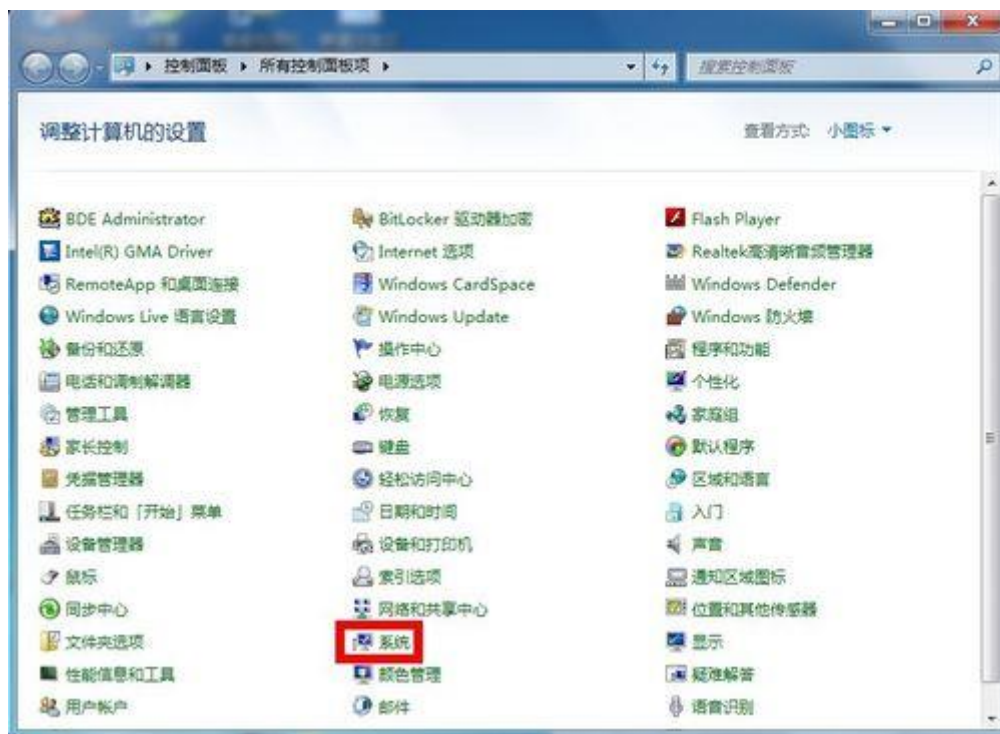 控制面板 所有控制面板项
搜索控制面板
调整计算机的设置
查看方式: 小图标
BDE Administrator
BitLocker 驱动器加密
Flash Player
Intel(R) GMA Driver
Internet 选项
Realtek高清晰音频管理器
RemoteApp 和桌面连接
Windows CardSpace
Windows Defender
Windows Live 语言设置
Windows Update
Windows 防火墙
备份和还原
操作中心
程序和功能
电话和调制解调器
电源选项
个性化
管理工具
恢复
家庭组
家长控制
键盘
默认程序
凭据管理器
轻松访问中心
区域和语言
任务栏和「开始」菜单
日期和时间
入门
设备管理器
设备和打印机
声音
鼠标
索引选项
通知区域图标
同步中心
网络和共享中心
位置和其他传感器
文件夹选项
系统
显示
性能信息和工具
颜色管理
疑难解答
用户帐户
邮件
语音识别